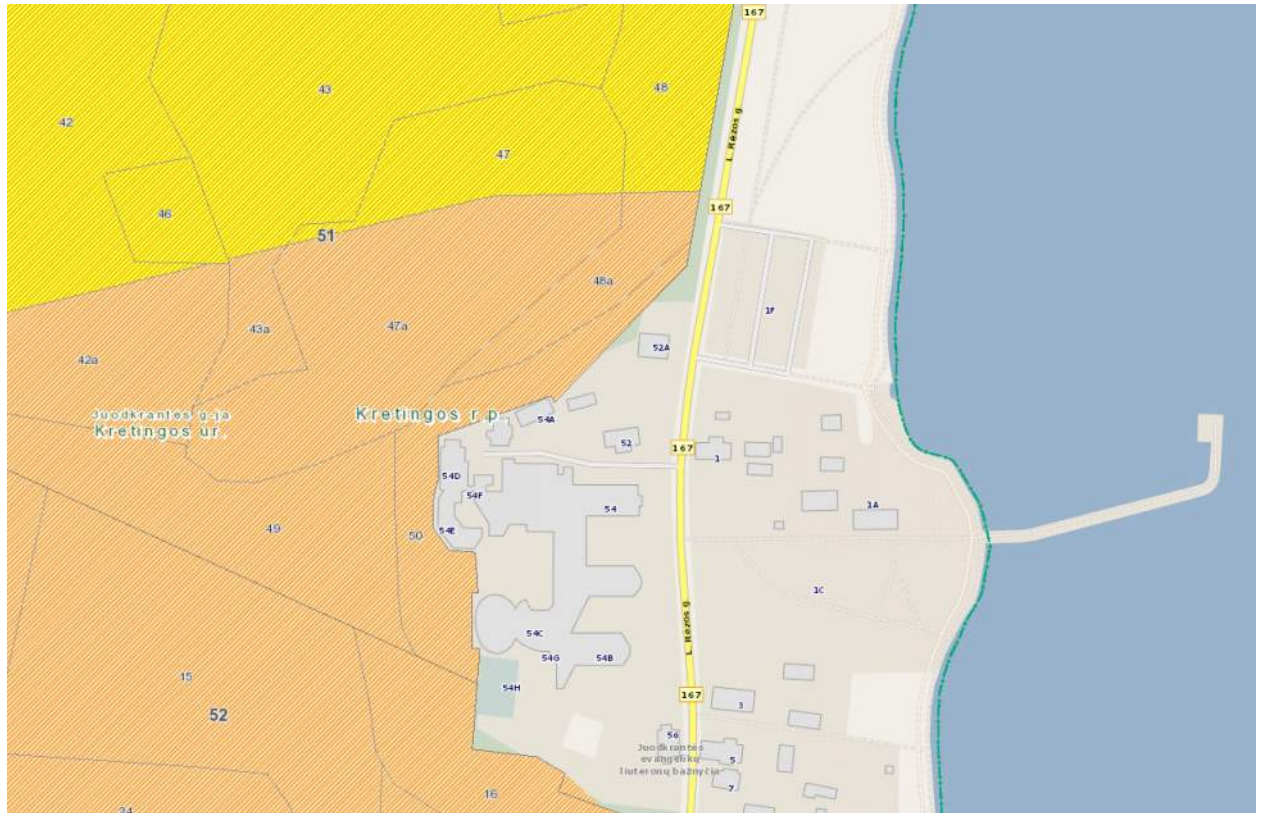 167
43
48
42
L. Rėzos g.
47
167
46
51
48a
1F
43a
47a
52A
42a
Juodkrantės g-ja
Kretingos r.p.
Kretingos ur.
54A
52
167
1
54D
54F
54
1A
49
50
54E
1C
L. Rėzos g.
54C
54G
54B
15
54H
167
52
3
56
Juodkrantės
evangelikų
liuteronų bažnyčia
5
7
16
24